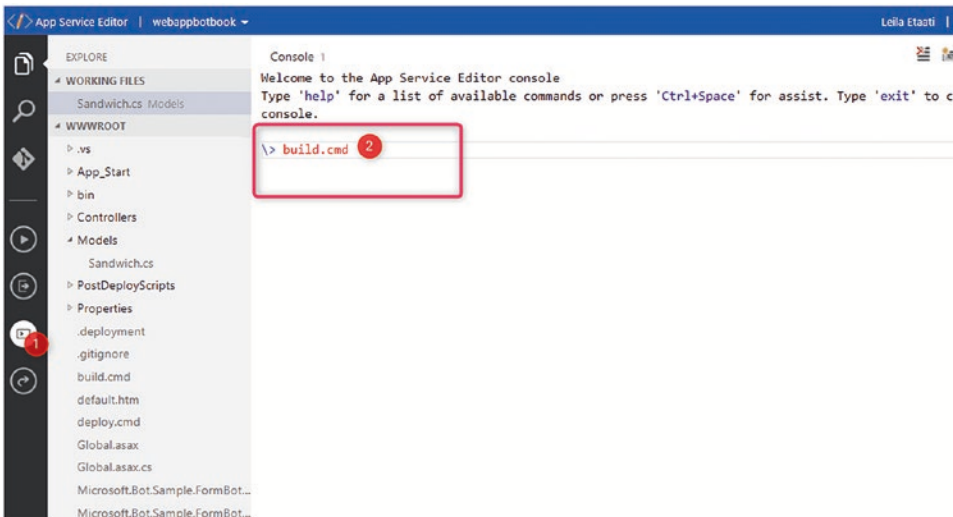 </> App Service Editor | webappbotbook
Leila Etaati |
EXPLORE
WORKING FILES
Sandwich.cs Models
WWWROOT
.vs
App_Start
bin
Controllers
Models
Sandwich.cs
PostDeployScripts
Properties
.deployment
.gitignore
build.cmd
default.htm
deploy.cmd
Global.asax
Global.asax.cs
Microsoft.Bot.Sample.FormBot...
Microsoft.Bot.Sample.FormBot...
1
Console 1
Welcome to the App Service Editor console
Type 'help' for a list of available commands or press 'Ctrl+Space' for assist. Type 'exit' to c
console.
\> build.cmd 2